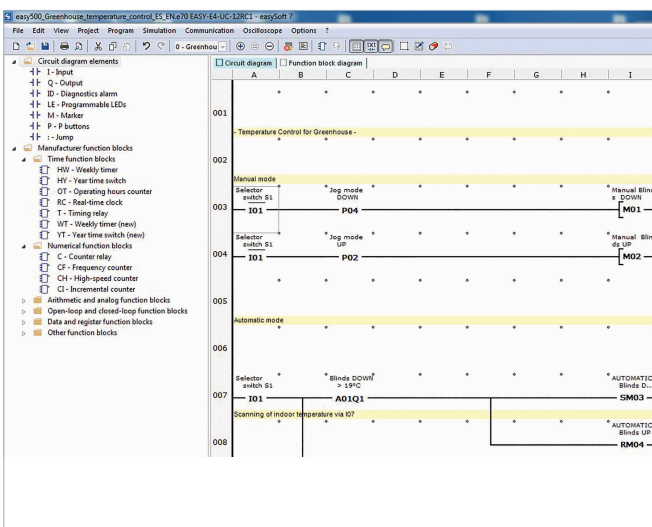 easy500_Greenhouse_temperature_control_ES_EN.e70 EASY-E4-UC-12RC1 - easySoft 7
File Edit View Project Program Simulation Communication Oscilloscope Options Window ?
0 - Greenhou
Circuit diagram elements
I - Input
Q - Output
ID - Diagnostics alarm
LE - Programmable LEDs
M - Marker
P - P buttons
: - Jump
Manufacturer function blocks
Time function blocks
HW - Weekly timer
HY - Year time switch
OT - Operating hours counter
RC - Real-time clock
T - Timing relay
WT - Weekly timer (new)
YT - Year time switch (new)
Numerical function blocks
C - Counter relay
CF - Frequency counter
CH - High-speed counter
CI - Incremental counter
Arithmetic and analog function blocks
Open-loop and closed-loop function blocks
Data and register function blocks
Other function blocks
Circuit diagram Function block diagram
A B C D E F G H I
001
- Temperature Control for Greenhouse -
002
Manual mode
Selector switch S1
Jog mode DOWN
Manual Blind
s DOWN
003
I01 P04 M01
Selector switch S1
Jog mode UP
Manual Blin
ds UP
004
I01 P02 M02
005
Automatic mode
006
Selector switch S1
Blinds DOWN
> 19°C
AUTOMATIC
Blinds D...
007
I01 A01Q1 SM03
Scanning of indoor temperature via I07
AUTOMATIC
Blinds UP
008
RM04